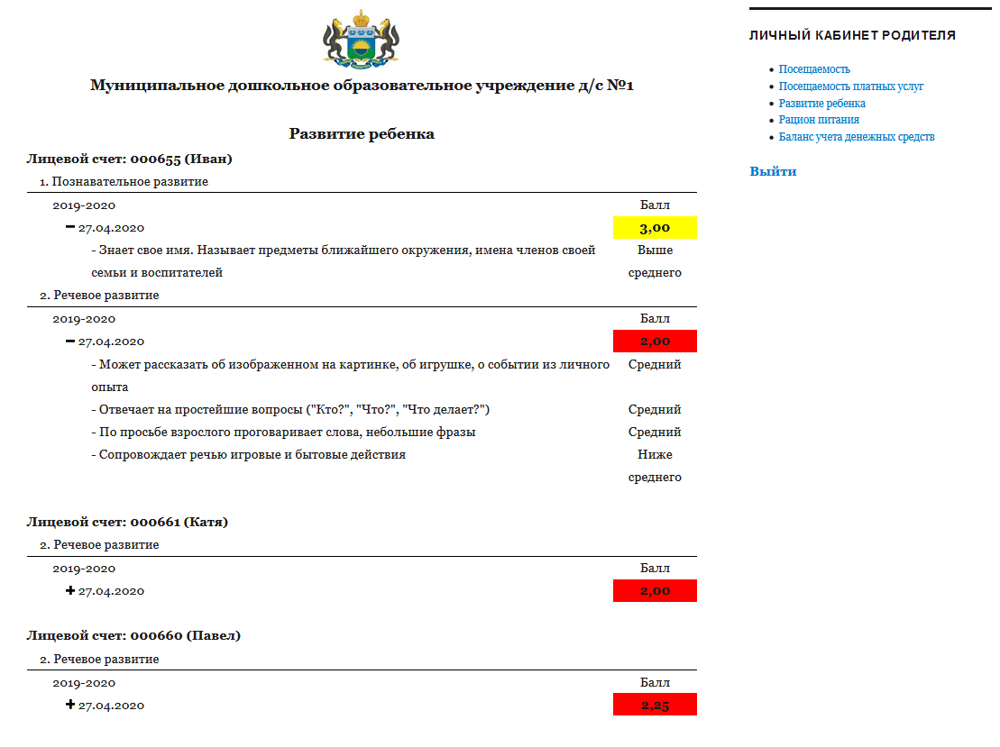 Муниципальное дошкольное образовательное учреждение д/с №1
Развитие ребенка
Лицевой счет: 000655 (Иван)
1. Познавательное развитие
2019-2020 Балл
27.04.2020 3,00
- Знает свое имя. Называет предметы ближайшего окружения, имена членов своей Выше
семьи и воспитателей среднего
2. Речевое развитие
2019-2020 Балл
27.04.2020 2,00
- Может рассказать об изображенном на картинке, об игрушке, о событии из личного Средний
опыта
- Отвечает на простейшие вопросы ("Кто?", "Что?", "Что делает?") Средний
- По просьбе взрослого проговаривает слова, небольшие фразы Средний
- Сопровождает речью игровые и бытовые действия Ниже
среднего
Лицевой счет: 000661 (Катя)
2. Речевое развитие
2019-2020 Балл
27.04.2020 2,00
Лицевой счет: 000660 (Павел)
2. Речевое развитие
2019-2020 Балл
27.04.2020 2,25
ЛИЧНЫЙ КАБИНЕТ РОДИТЕЛЯ
Посещаемость
Посещаемость платных услуг
Развитие ребенка
Рацион питания
Баланс учета денежных средств
Выйти